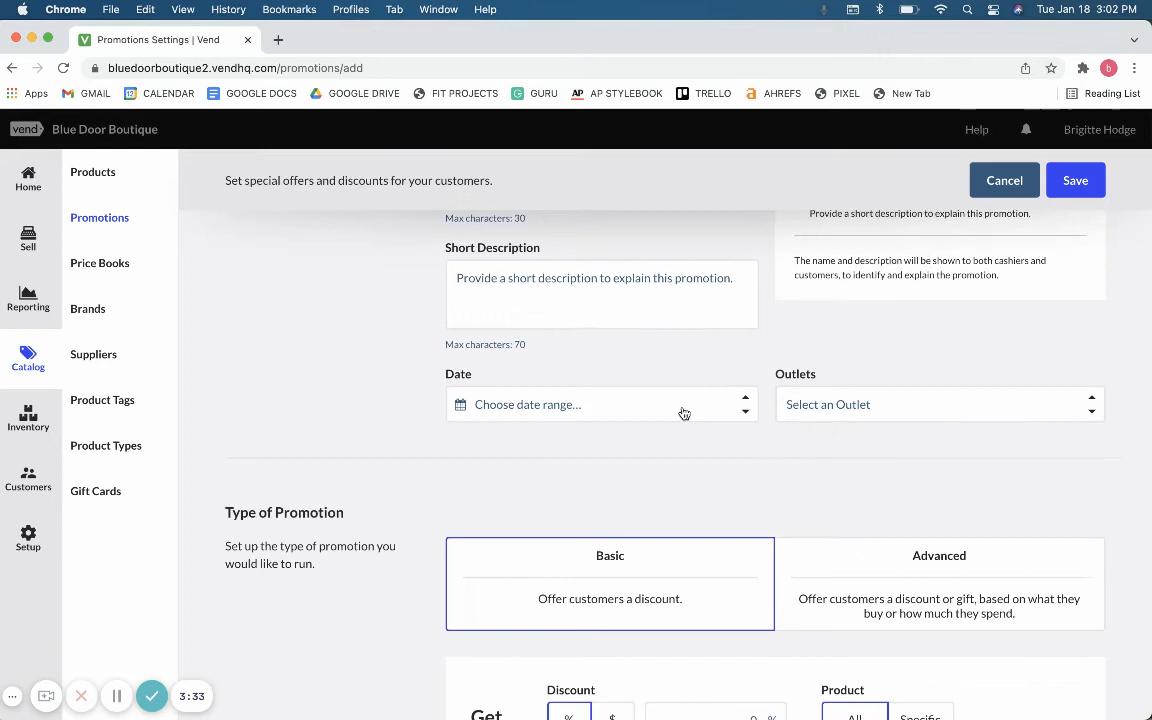 Chrome File Edit View History Bookmarks Profiles Tab Window Help Tue Jan 18 3:02 PM
Promotions Settings | Vend
bluedoorboutique2.vendhq.com/promotions/add
Apps GMAIL CALENDAR GOOGLE DOCS GOOGLE DRIVE FIT PROJECTS GURU AP AP STYLEBOOK TRELLO AHREFS PIXEL New Tab Reading List
vend Blue Door Boutique Help Brigitte Hodge
Home
Sell
Reporting
Catalog
Inventory
Customers
Setup
Products
Promotions
Price Books
Brands
Suppliers
Product Tags
Product Types
Gift Cards
Set special offers and discounts for your customers. Cancel Save
Max characters: 30
Provide a short description to explain this promotion.
The name and description will be shown to both cashiers and
customers, to identify and explain the promotion.
Short Description
Provide a short description to explain this promotion.
Max characters: 70
Date Outlets
Choose date range... Select an Outlet
Type of Promotion
Set up the type of promotion you
would like to run.
Basic
Offer customers a discount.
Advanced
Offer customers a discount or gift, based on what they
buy or how much they spend.
Discount Product
Get % $ 0 % All Specific
3:33